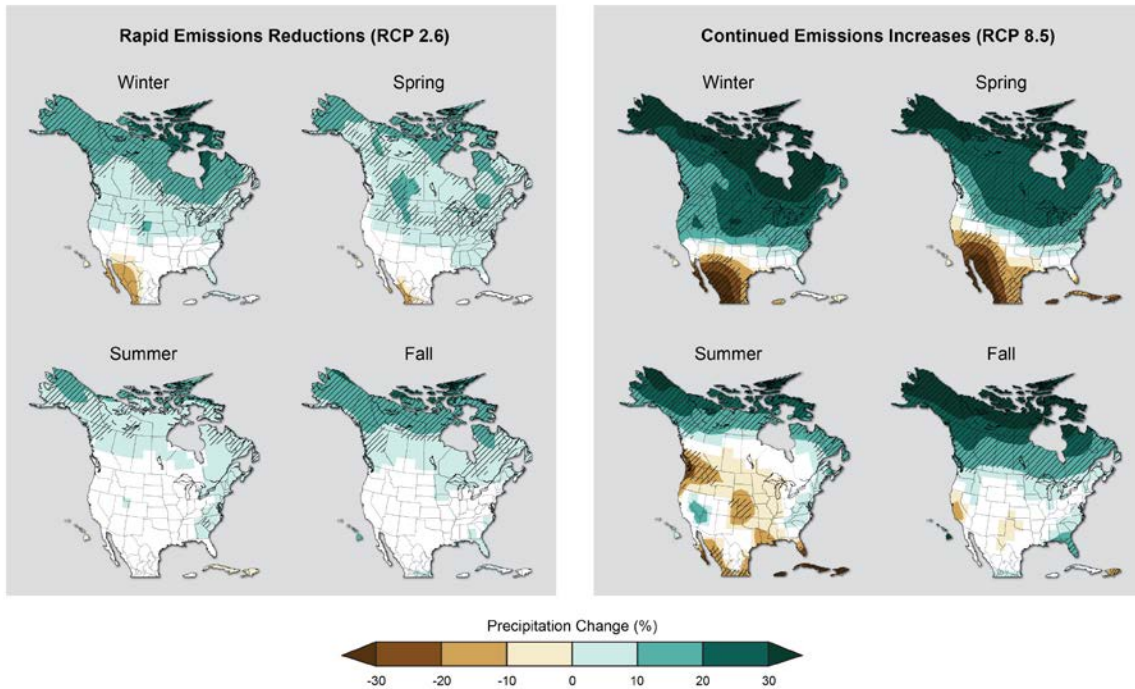 Rapid Emissions Reductions (RCP 2.6)
Winter
Spring
Summer
Fall
Continued Emissions Increases (RCP 8.5)
Winter
Spring
Summer
Fall
Precipitation Change (%)
-30 -20 -10 0 10 20 30